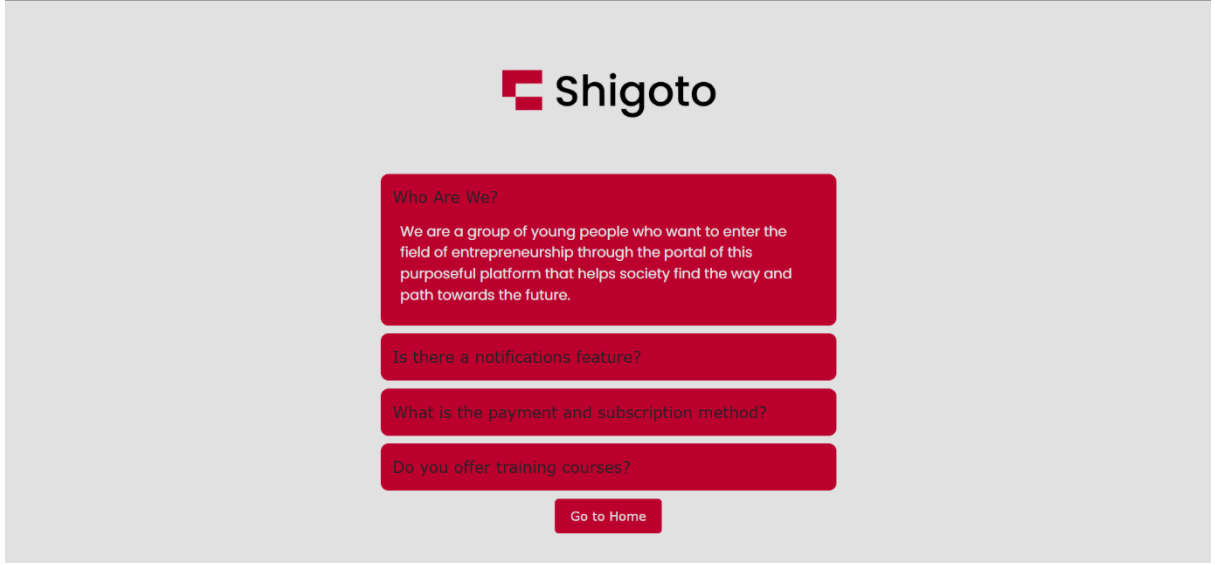 Shigoto
Who Are We?
We are a group of young people who want to enter the
field of entrepreneurship through the portal of this
purposeful platform that helps society find the way and
path towards the future.
Is there a notifications feature?
What is the payment and subscription method?
Do you offer training courses?
Go to Home